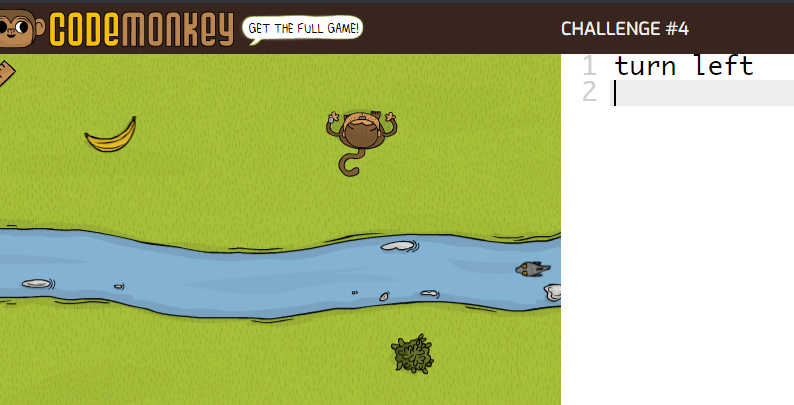 CODEMONKEY
GET THE FULL GAME!
CHALLENGE #4
1 turn left
2